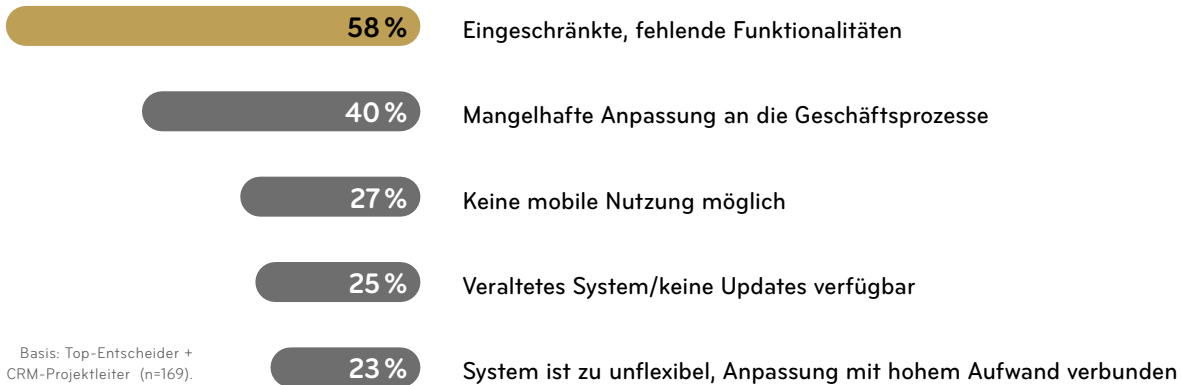 58 % Eingeschränkte, fehlende Funktionalitäten
40 % Mangelhafte Anpassung an die Geschäftsprozesse
27 % Keine mobile Nutzung möglich
25 % Veraltetes System/keine Updates verfügbar
23 % System ist zu unflexibel, Anpassung mit hohem Aufwand verbunden
Basis: Top-Entscheider +
CRM-Projektleiter (n=169).